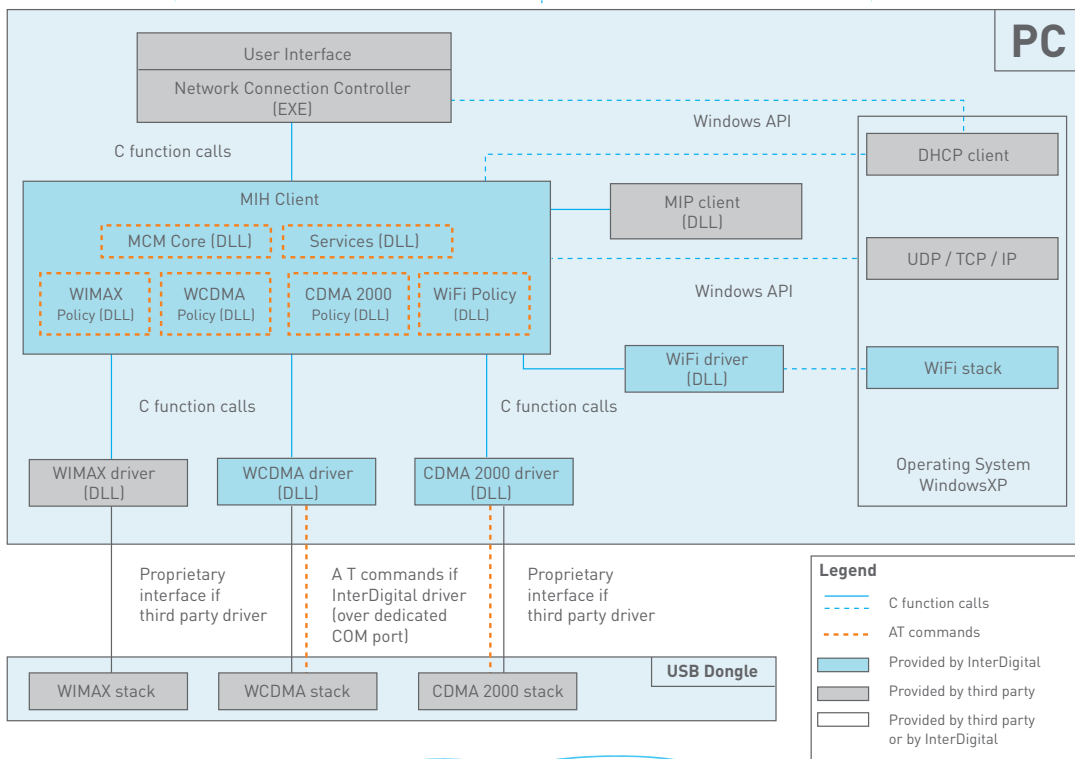 PC
User Interface
Network Connection Controller
(EXE)
Windows API
C function calls
DHCP client
MIH Client
MIP client
(DLL)
MCM Core (DLL)
Services (DLL)
UDP / TCP / IP
WIMAX
Policy (DLL)
WCDMA
Policy (DLL)
CDMA 2000
Policy (DLL)
WiFi Policy
(DLL)
Windows API
WiFi driver
(DLL)
WiFi stack
C function calls
C function calls
WIMAX driver
(DLL)
WCDMA driver
(DLL)
CDMA 2000 driver
(DLL)
Operating System
WindowsXP
Proprietary
interface if
third party driver
A T commands if
InterDigital driver
(over dedicated
COM port)
Proprietary
interface if
third party driver
Legend
C function calls
AT commands
Provided by InterDigital
Provided by third party
Provided by third party
or by InterDigital
USB Dongle
WIMAX stack
WCDMA stack
CDMA 2000 stack